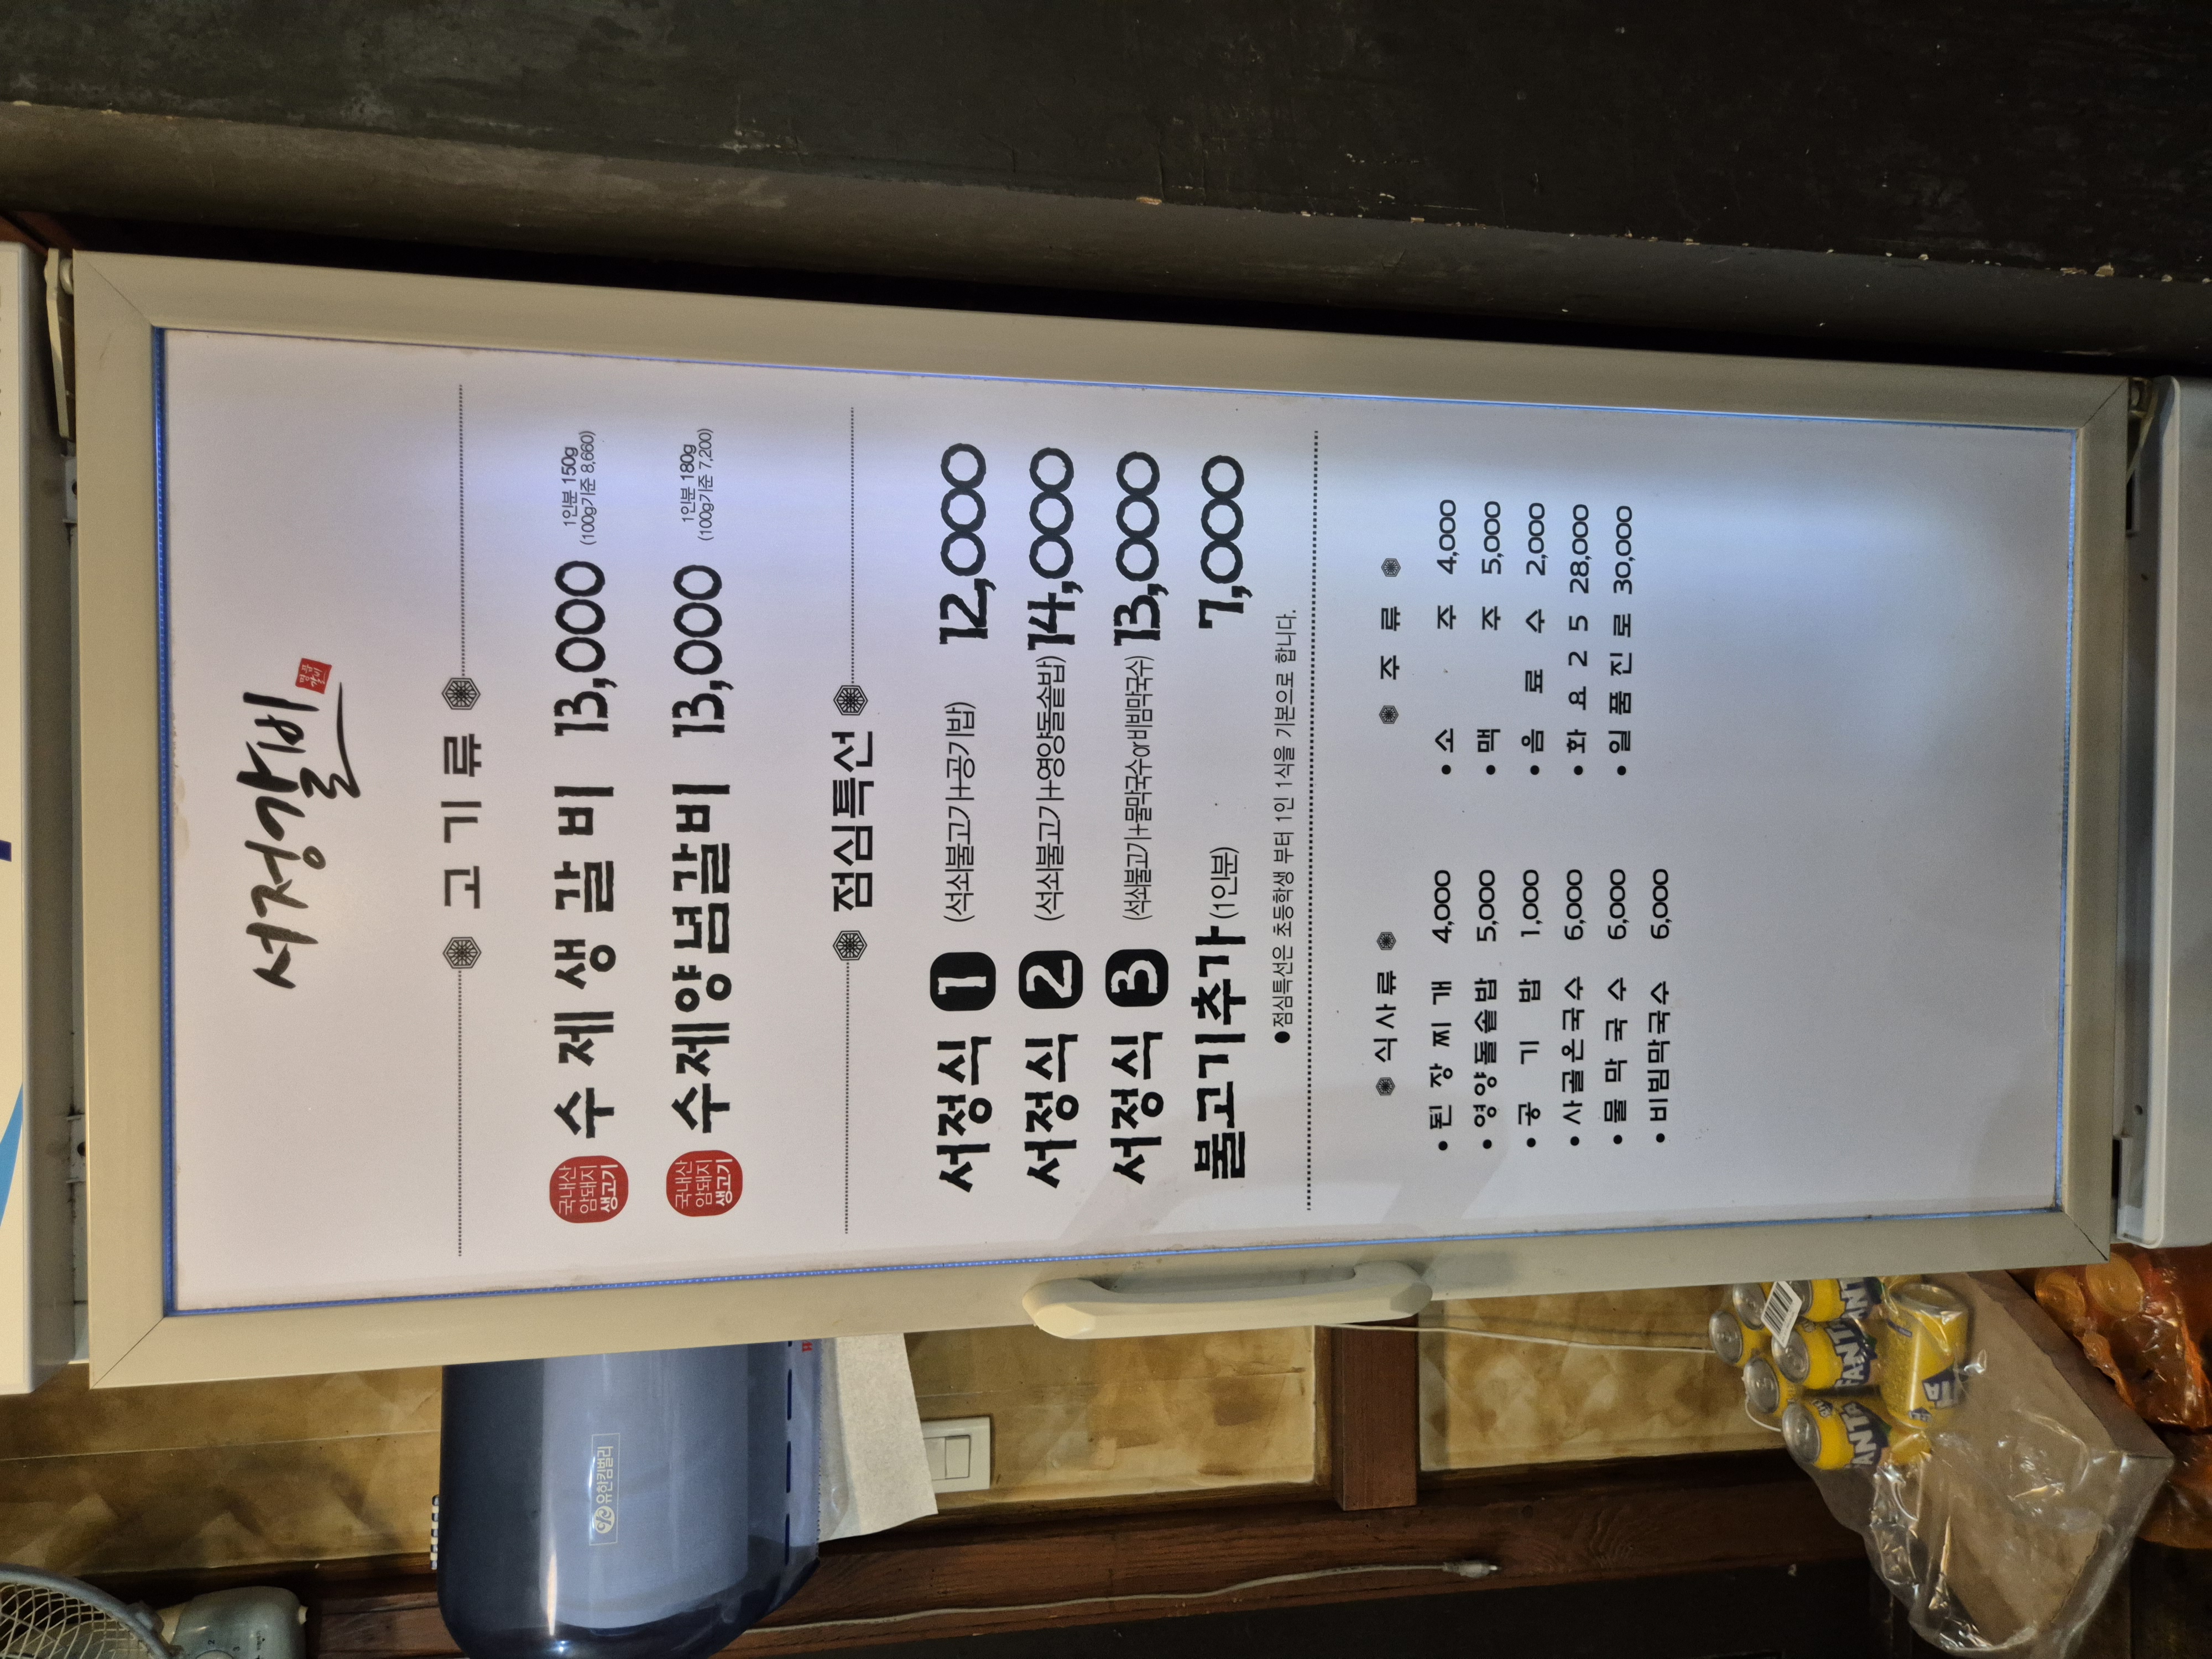 서정갈비
명품갈비
고기류
국내산 암돼지 생고기
수제생갈비 13,000 1인분 150g (100g기준 8,660)
국내산 암돼지 생고기
수제양념갈비 13,000 1인분 180g (100g기준 7,200)
점심특선
서정식 1 (석쇠불고기+공기밥) 12,000
서정식 2 (석쇠불고기+영양돌솥밥) 14,000
서정식 3 (석쇠불고기+물막국수or비빔막국수) 13,000
불고기추가 (1인분) 7,000
●점심특선은 초등학생 부터 1인 1식을 기본으로 합니다.
식사류
• 된장찌개 4,000
• 영양돌솥밥 5,000
• 공기밥 1,000
• 사골온국수 6,000
• 물막국수 6,000
• 비빔막국수 6,000
주류
• 소주 4,000
• 맥주 5,000
• 음료수 2,000
• 화요25 28,000
• 일품진로 30,000
유한킴벌리
FANTA
FANTA